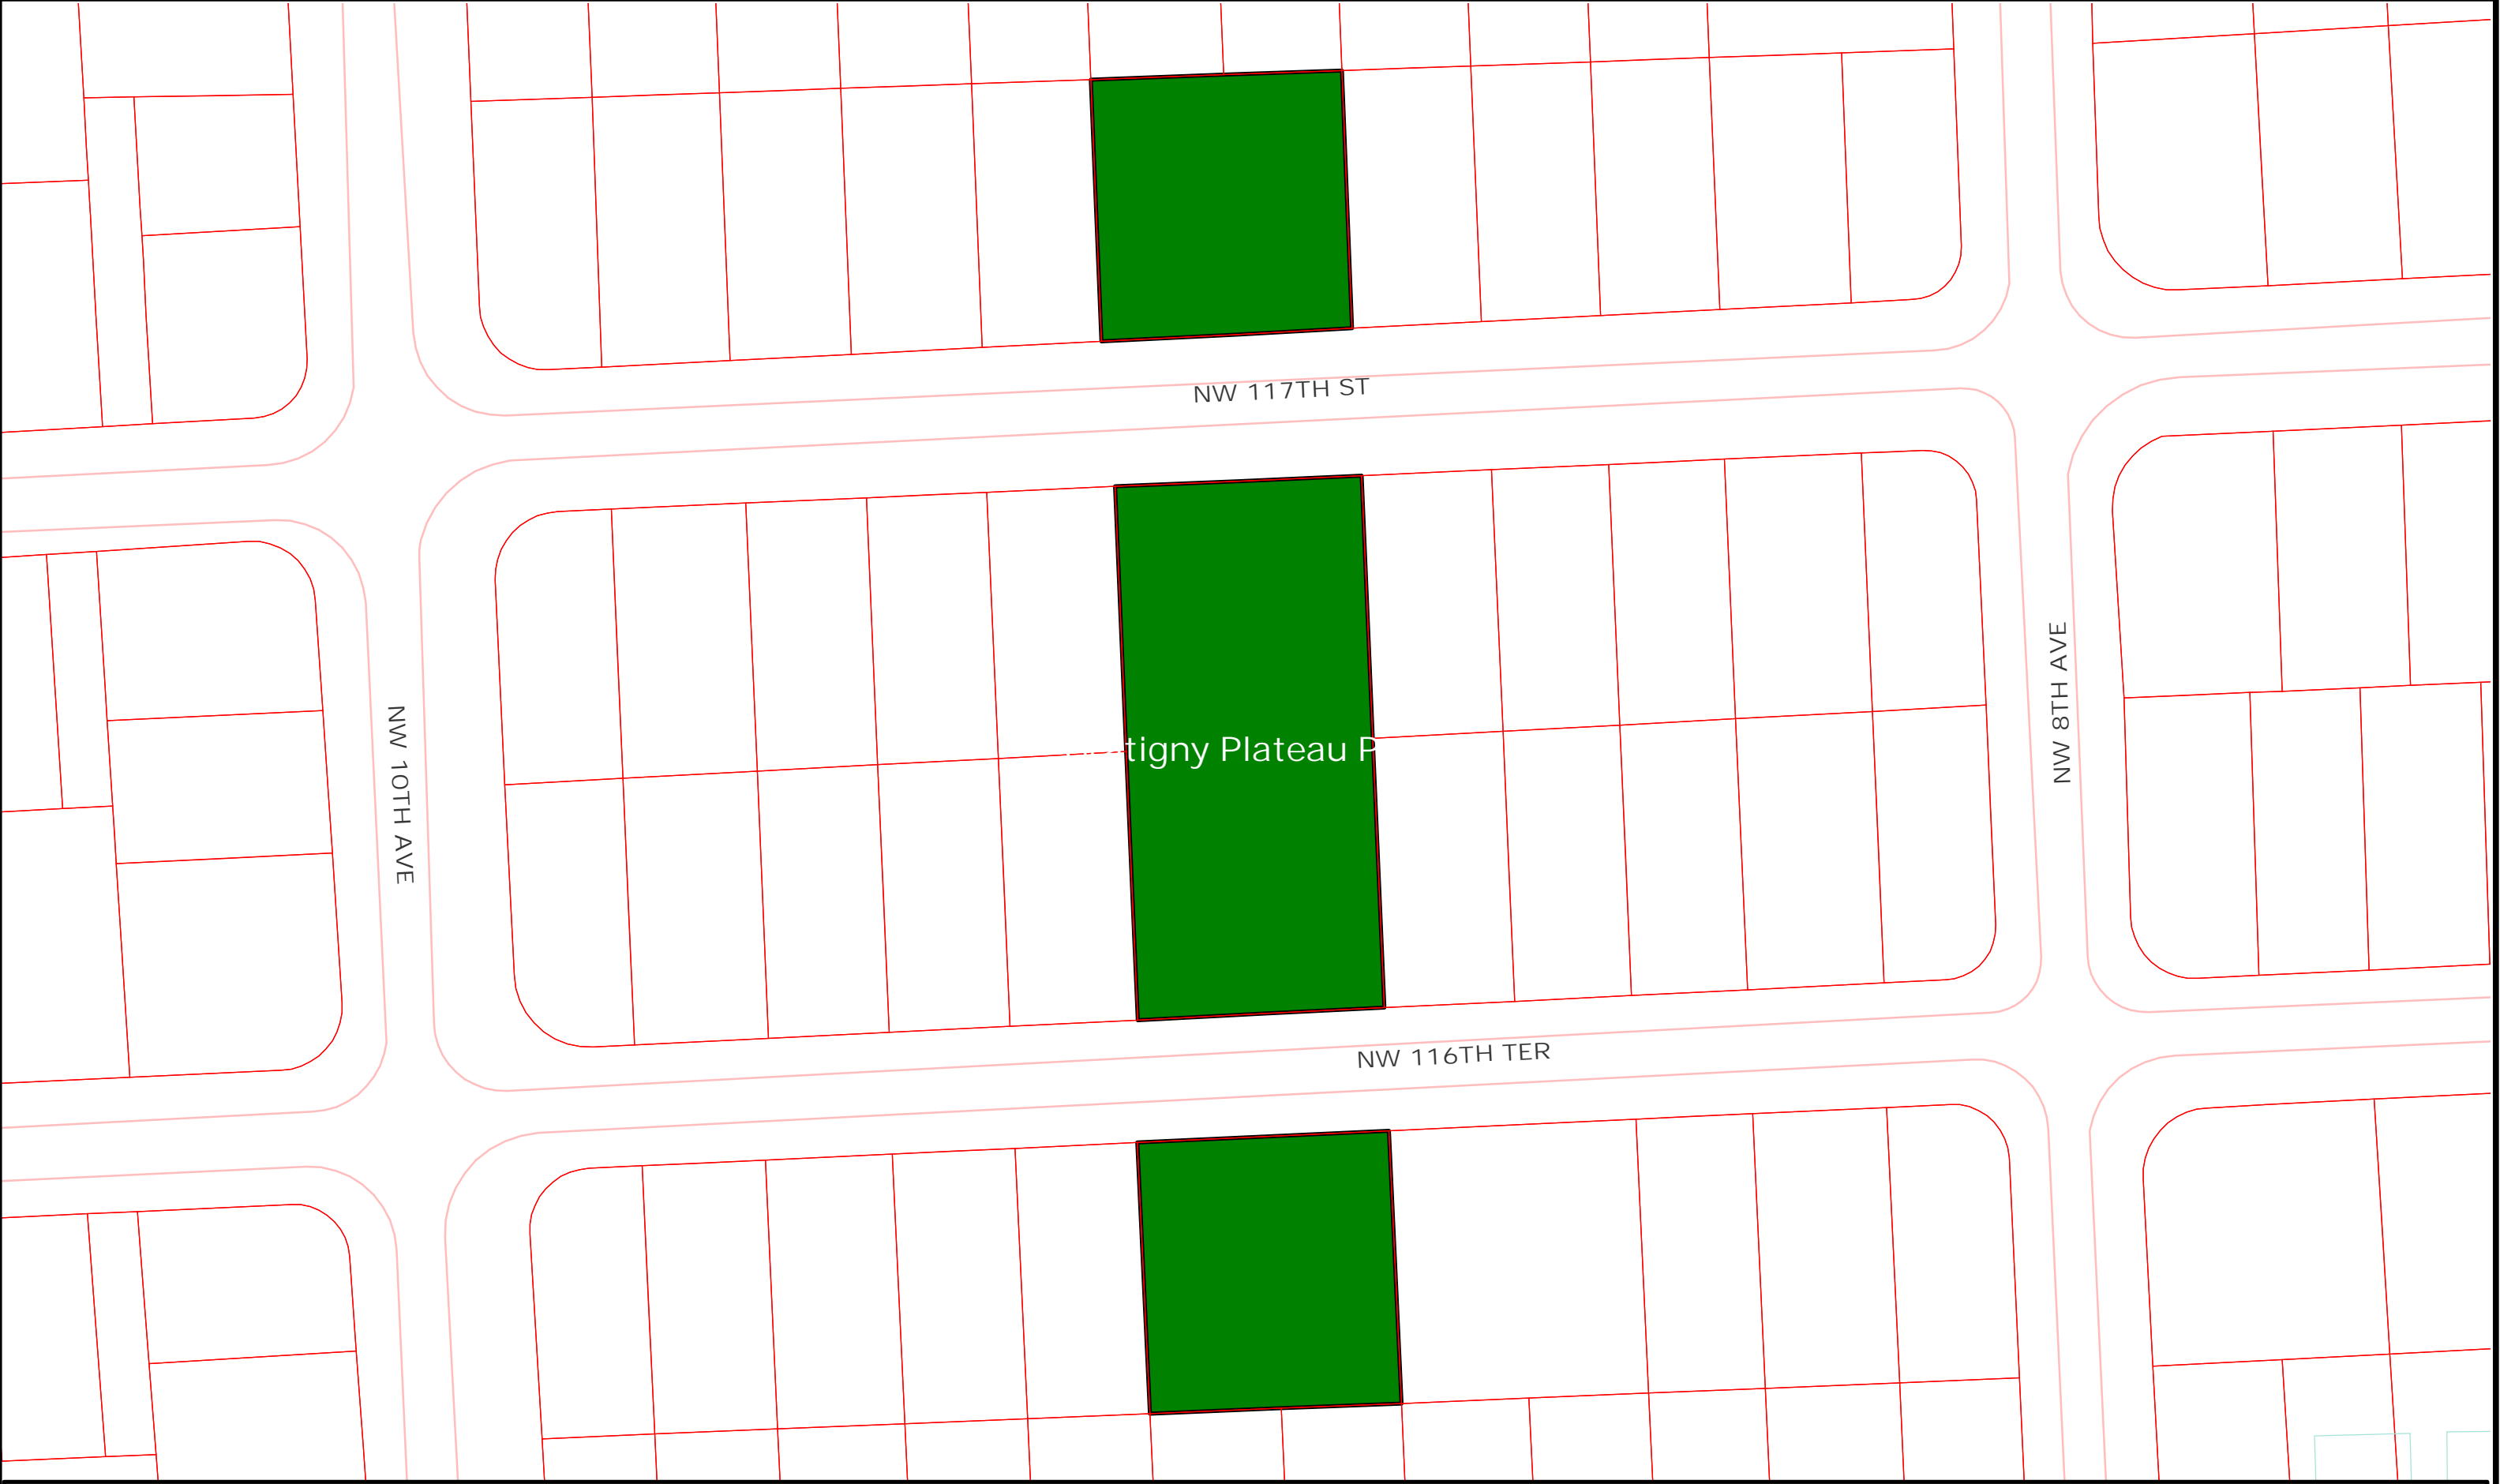 NW 117TH ST
NW 8TH AVE
NW 10TH AVE
tigny Plateau P
NW 116TH TER